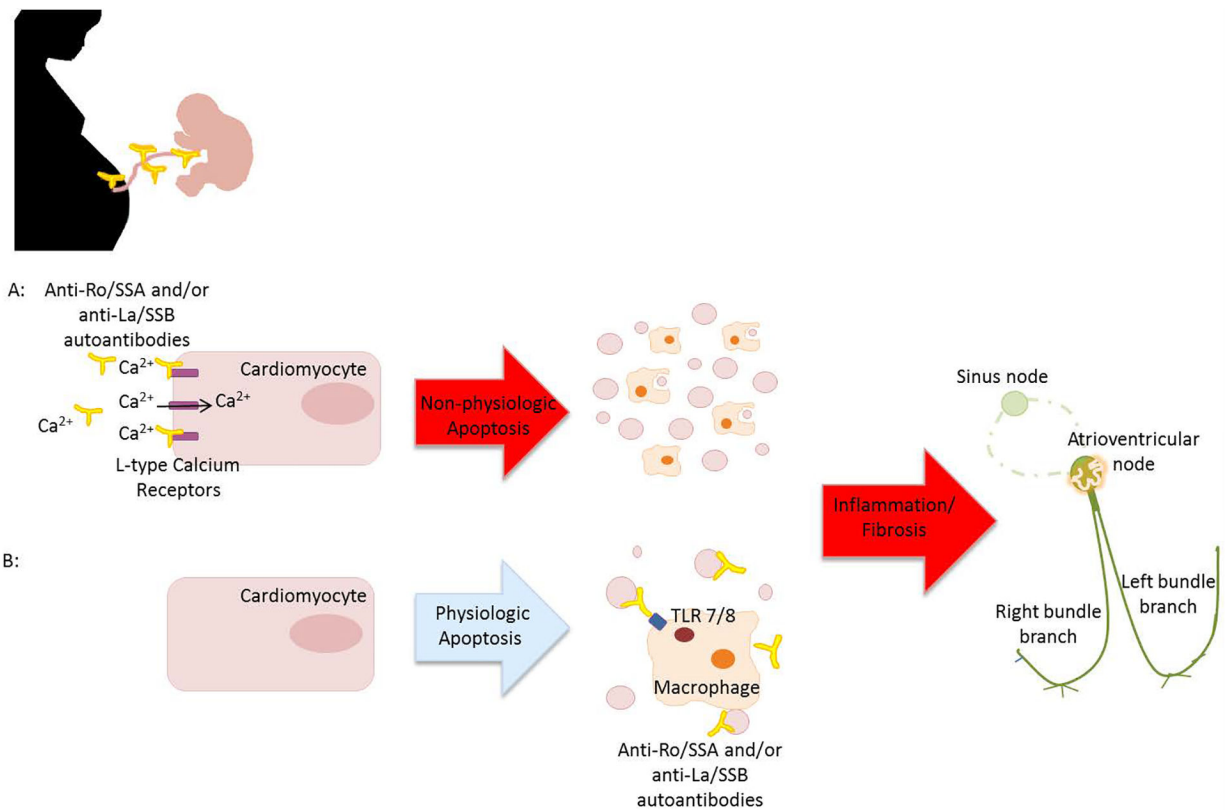 A:
Anti-Ro/SSA and/or
anti-La/SSB
autoantibodies
Ca²⁺
Cardiomyocyte
Ca²⁺
Ca²⁺
Ca²⁺
Ca²⁺
L-type Calcium
Receptors
Non-physiologic
Apoptosis
Inflammation/
Fibrosis
Sinus node
Atrioventricular
node
Left bundle
branch
Right bundle
branch
B:
Cardiomyocyte
Physiologic
Apoptosis
TLR 7/8
Macrophage
Anti-Ro/SSA and/or
anti-La/SSB
autoantibodies